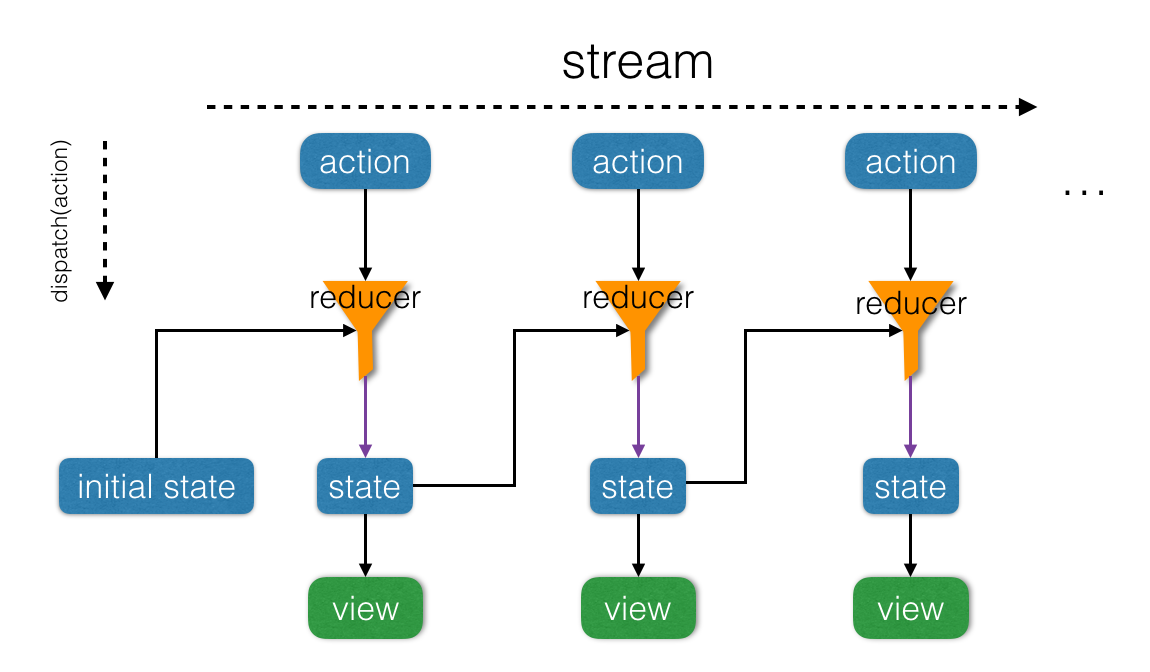 stream
dispatch(action)
action
action
action
...
reducer
reducer
reducer
initial state
state
state
state
view
view
view